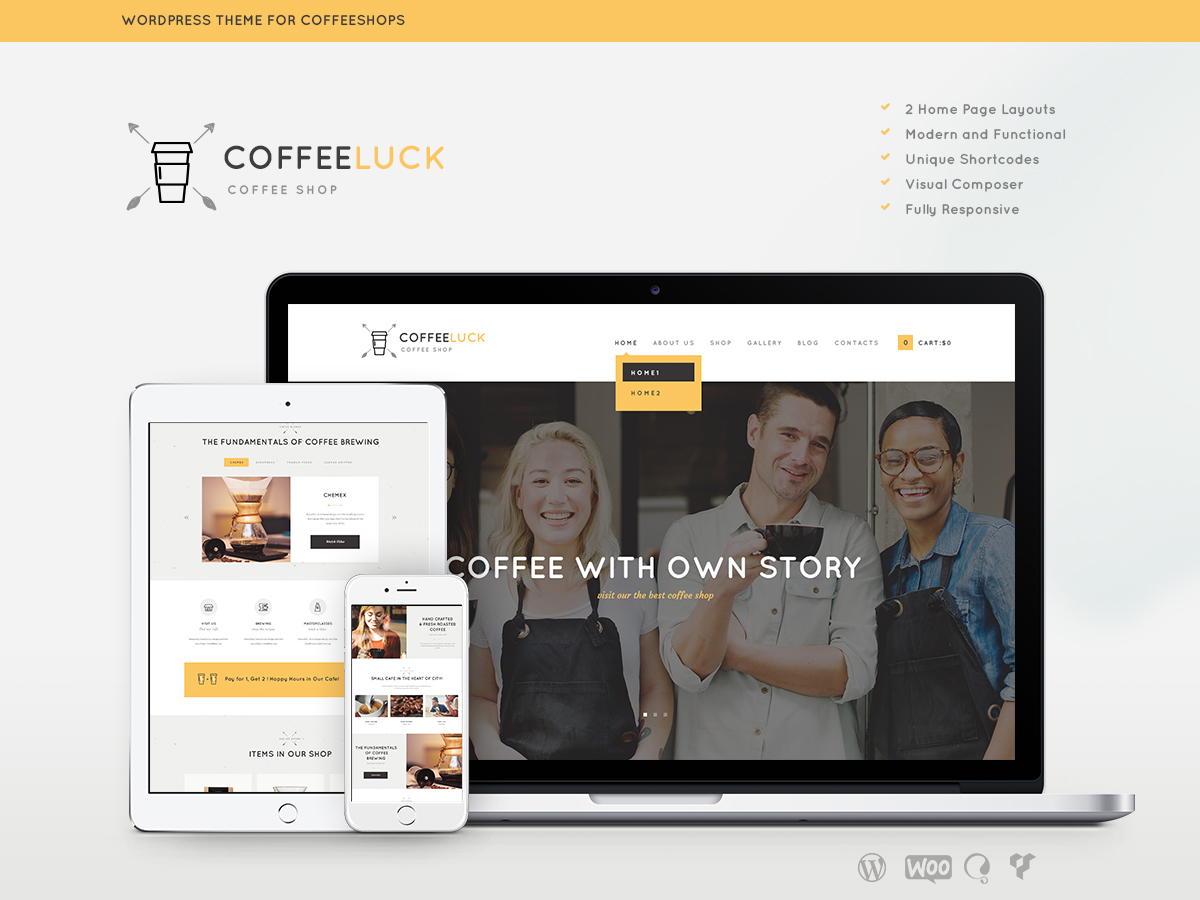 WORDPRESS THEME FOR COFFEESHOPS
COFFEELUCK
COFFEE SHOP
2 Home Page Layouts
Modern and Functional
Unique Shortcodes
Visual Composer
Fully Responsive
COFFEELUCK
COFFEE SHOP
HOME ABOUT US SHOP GALLERY BLOG CONTACTS 0 CART:$0
HOME1
HOME2
COFFEE WITH OWN STORY
visit our the best coffee shop
THE FUNDAMENTALS OF COFFEE BREWING
CHEMEX
CHEMEX
Watch Video
VISIT US BREWING MASTERCLASSES
Pay for 1, Get 2 ! Happy Hours in Our Cafe!
ITEMS IN OUR SHOP
HAND CRAFTED
& FRESH ROASTED
COFFEE
SMALL CAFE IN THE HEART OF CITY!
THE FUNDAMENTALS
OF COFFEE
BREWING
WOO